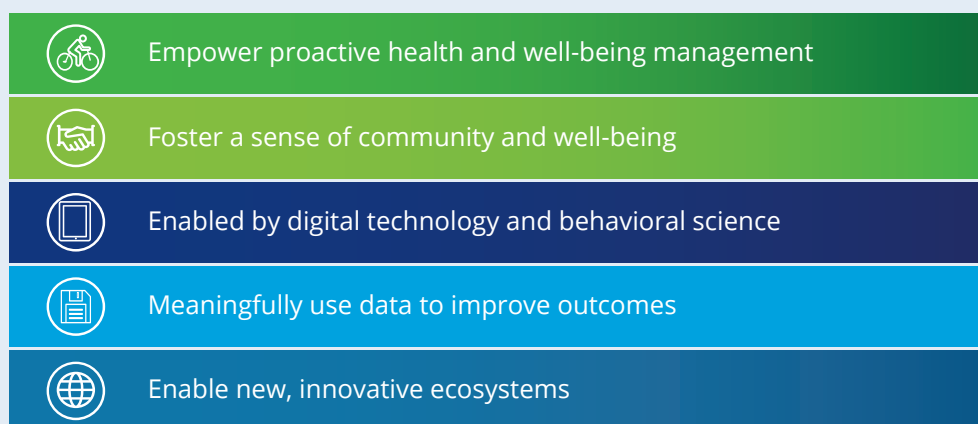 Empower proactive health and well-being management
Foster a sense of community and well-being
Enabled by digital technology and behavioral science
Meaningfully use data to improve outcomes
Enable new, innovative ecosystems